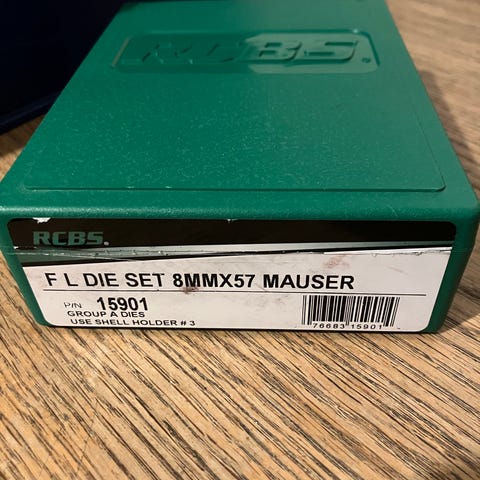 RCBS.
RCBS.
F L DIE SET 8MMX57 MAUSER
P/N 15901
GROUP A DIES
USE SHELL HOLDER # 3
76683 15901